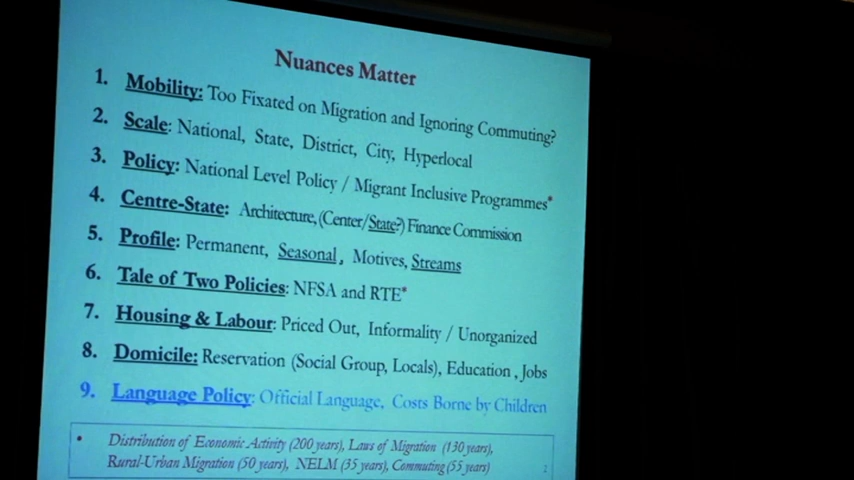 Nuances Matter
1. Mobility: Too Fixated on Migration and Ignoring Commuting?
2. Scale: National, State, District, City, Hyperlocal
3. Policy: National Level Policy / Migrant Inclusive Programmes*
4. Centre-State: Architecture, (Center/State?) Finance Commission
5. Profile: Permanent, Seasonal, Motives, Streams
6. Tale of Two Policies: NFSA and RTE*
7. Housing & Labour: Priced Out, Informality / Unorganized
8. Domicile: Reservation (Social Group, Locals), Education, Jobs
9. Language Policy: Official Language, Costs Borne by Children
• Distribution of Economic Activity (200 years), Laws of Migration (130 years),
Rural-Urban Migration (50 years), NELM (35 years), Commuting (55 years)
2